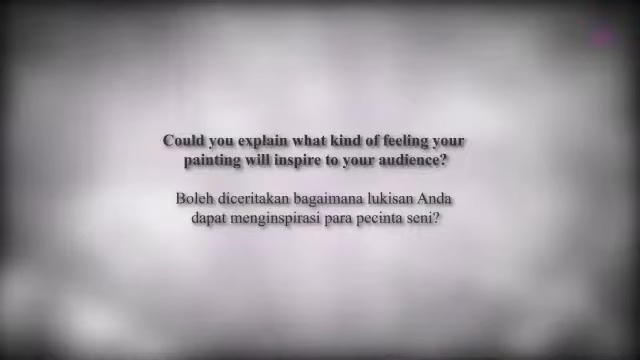 Could you explain what kind of feeling your
painting will inspire to your audience?
Boleh diceritakan bagaimana lukisan Anda
dapat menginspirasi para pecinta seni?